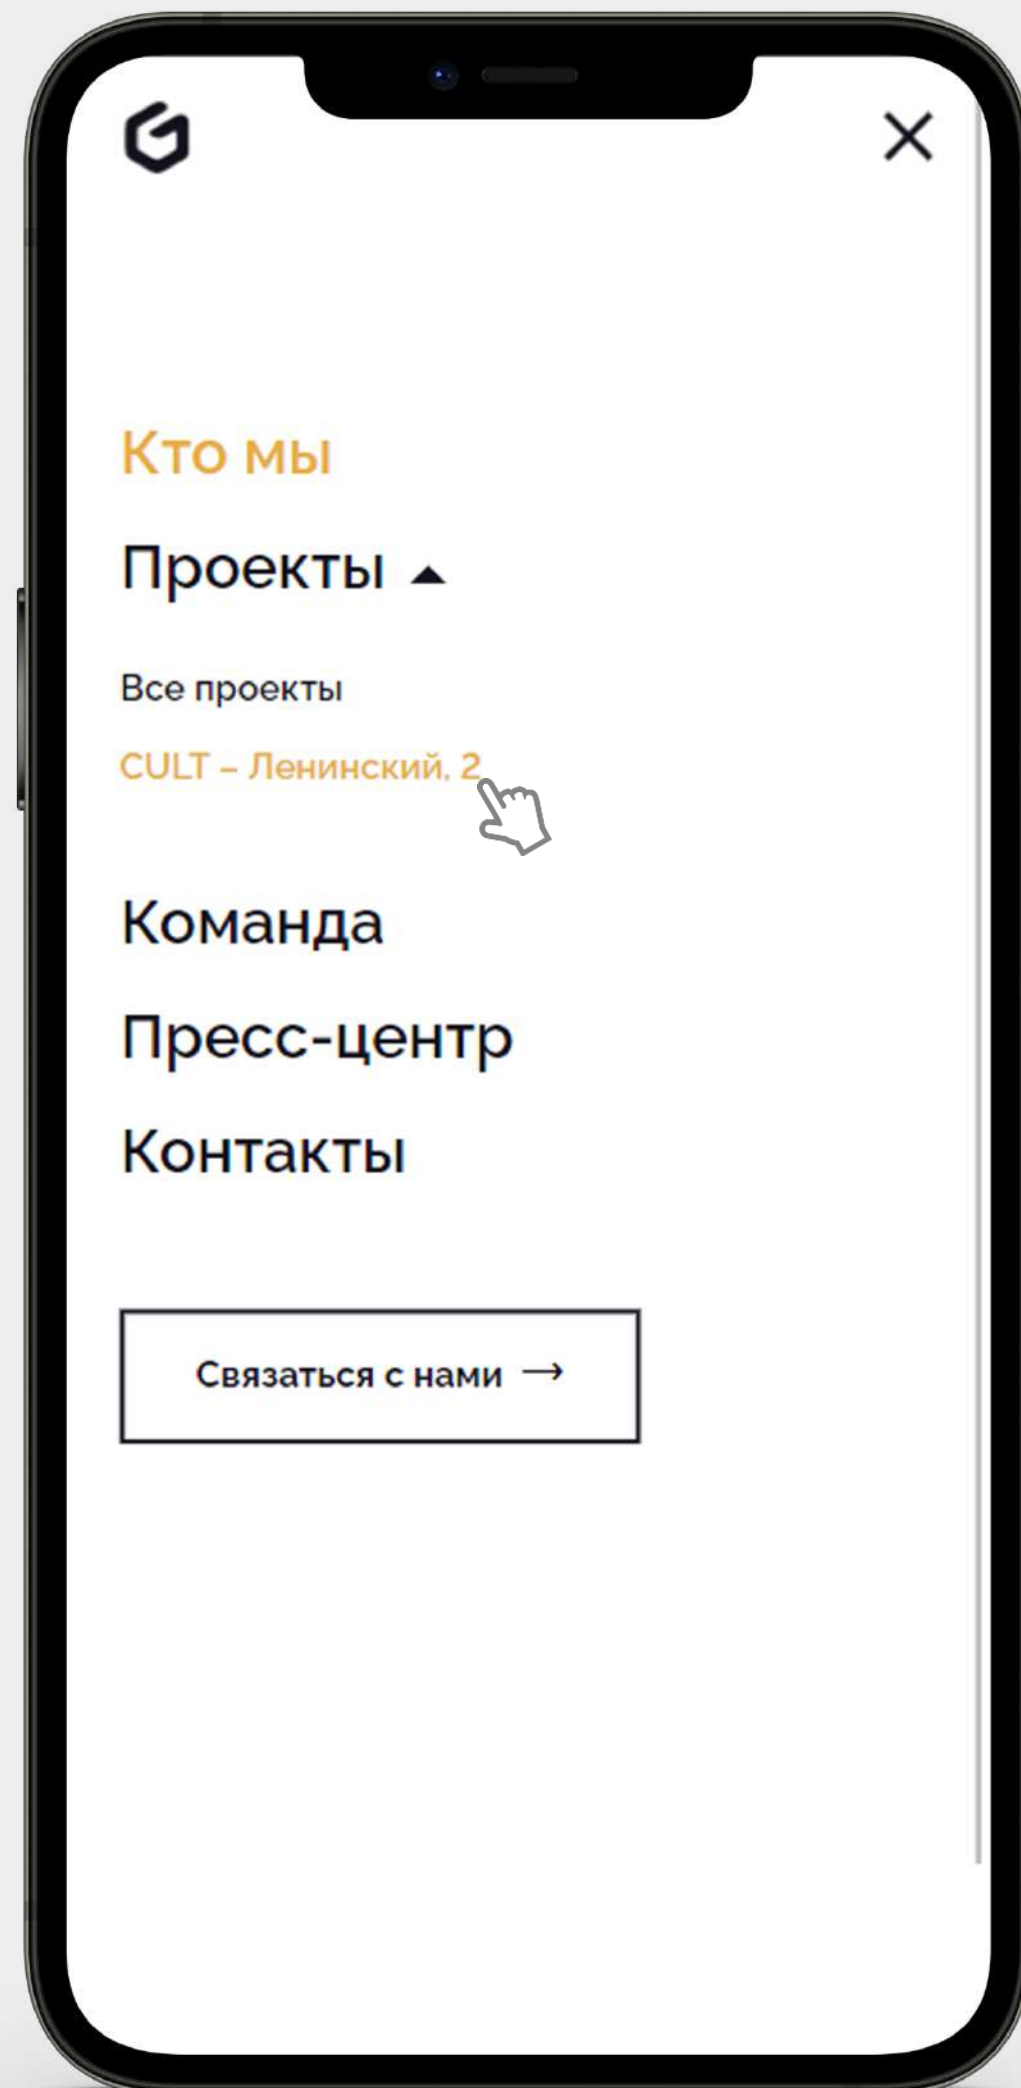 Кто мы
Проекты
Все проекты
CULT – Ленинский, 2
Команда
Пресс-центр
Контакты
Связаться с нами →